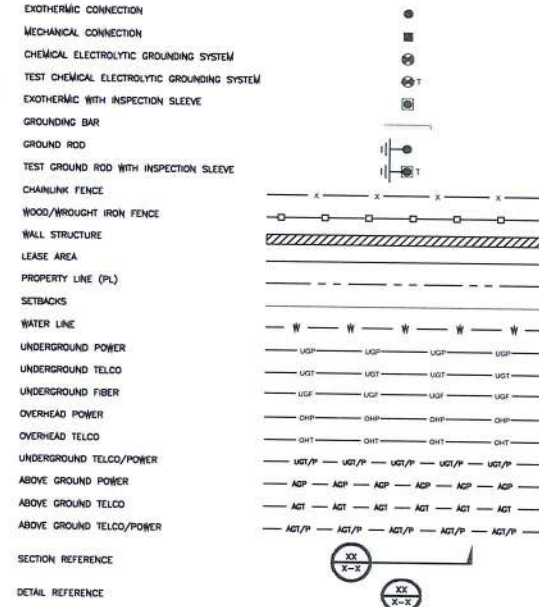 EXOTHERMIC CONNECTION
MECHANICAL CONNECTION
CHEMICAL ELECTROLYTIC GROUNDING SYSTEM
TEST CHEMICAL ELECTROLYTIC GROUNDING SYSTEM T
EXOTHERMIC WITH INSPECTION SLEEVE
GROUNDING BAR
GROUND ROD
TEST GROUND ROD WITH INSPECTION SLEEVE T
CHAINLINK FENCE X X X X
WOOD/WROUGHT IRON FENCE
WALL STRUCTURE
LEASE AREA
PROPERTY LINE (PL)
SETBACKS
WATER LINE W W W W W
UNDERGROUND POWER UGP UGP UGP UGP
UNDERGROUND TELCO UGT UGT UGT UGT
UNDERGROUND FIBER UGF UGF UGF UGF
OVERHEAD POWER OHP OHP OHP OHP
OVERHEAD TELCO OHT OHT OHT OHT
UNDERGROUND TELCO/POWER UGT/P UGT/P UGT/P UGT/P UGT/P
ABOVE GROUND POWER AGP AGP AGP AGP AGP AGP
ABOVE GROUND TELCO AGT AGT AGT AGT AGT AGT
ABOVE GROUND TELCO/POWER AGT/P AGT/P AGT/P AGT/P AGT/P
SECTION REFERENCE XX
X-X
DETAIL REFERENCE XX
X-X